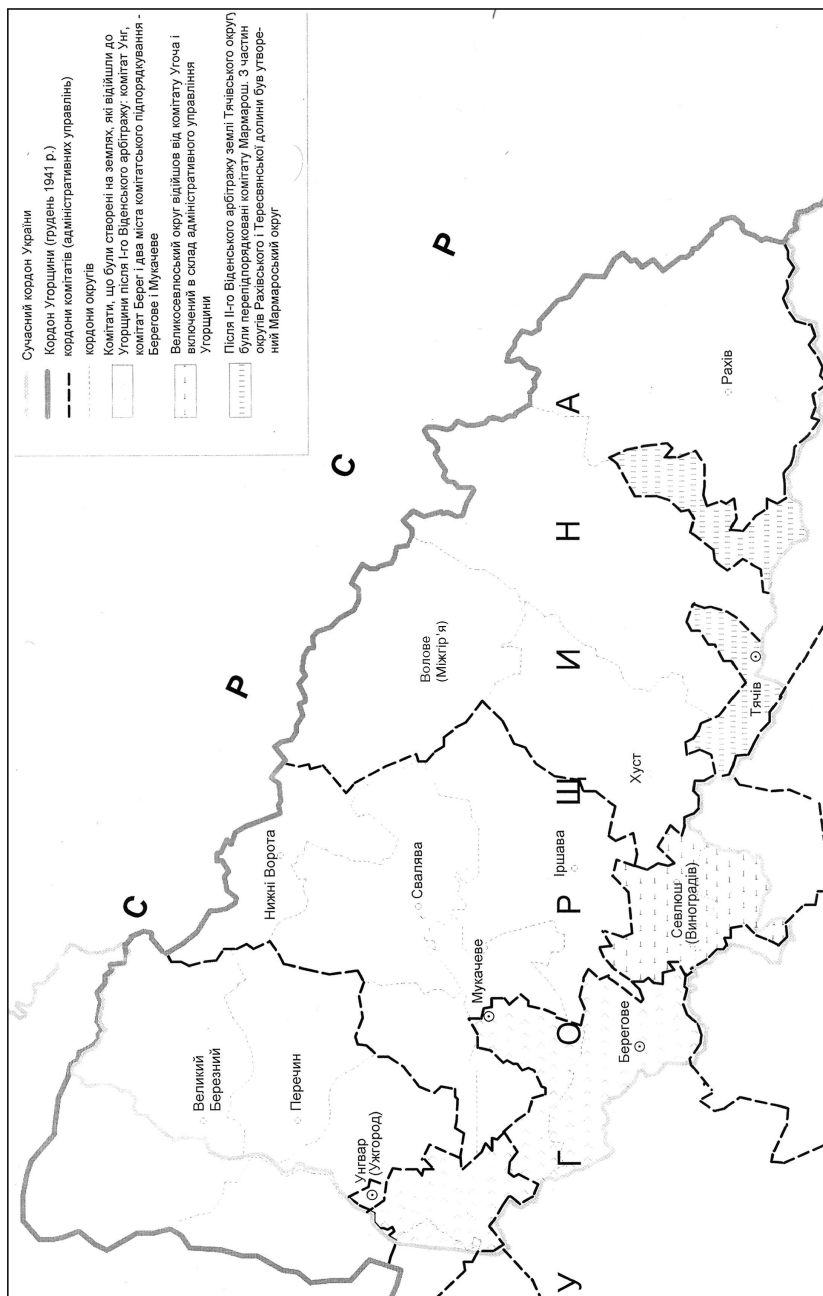 Сучасний кордон України
Кордон Угорщини (грудень 1941 р.)
кордони комітатів (адміністративних управлінь)
кордони округів
Комітати, що були створені на землях, які відійшли до
Угорщини після І-го Віденського арбітражу: комітат Унг,
комітат Берег і два міста комітатського підпорядкування -
Берегове і Мукачеве
Великосевлюський округ відійшов від комітату Угоча і
включений в склад адміністративного управління
Угорщини
Після ІІ-го Віденського арбітражу землі Тячівського округу
були перепідпорядковані комітату Мармарош. З частин
округів Рахівського і Тересвянської долини був утворе-
ний Мармароський округ
С Р С Р
Великий
Березний
Нижні Ворота
Перечин
Волове
(Міжгір'я)
Свалява
Унгвар
(Ужгород)
Мукачеве
У Г О Р Щ И Н А
Іршава
Хуст
Берегове
Севлюш
(Виноградів)
Тячів
Рахів